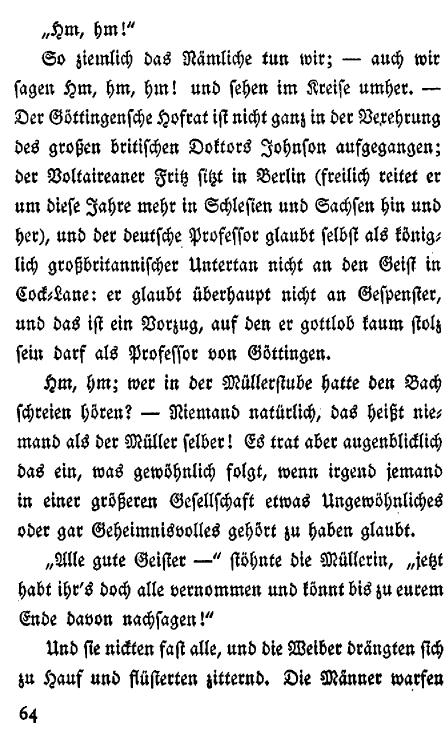 „Hm, hm!“
So ziemlich das Nämliche tun wir; — auch wir
sagen Hm, hm, hm! und sehen im Kreise umher. —
Der Göttingensche Hofrat ist nicht ganz in der Verehrung
des großen britischen Doktors Johnson aufgegangen;
der Voltaireaner Fritz sitzt in Berlin (freilich reitet er
um diese Jahre mehr in Schlesien und Sachsen hin und
her), und der deutsche Professor glaubt selbst als könig-
lich großbritannischer Untertan nicht an den Geist in
Cock-Lane: er glaubt überhaupt nicht an Gespenster,
und das ist ein Vorzug, auf den er gottlob kaum stolz
sein darf als Professor von Göttingen.
Hm, hm; wer in der Müllerstube hatte den Bach
schreien hören? — Niemand natürlich, das heißt nie-
mand als der Müller selber! Es trat aber augenblicklich
das ein, was gewöhnlich folgt, wenn irgend jemand
in einer größeren Gesellschaft etwas Ungewöhnliches
oder gar Geheimnisvolles gehört zu haben glaubt.
„Alle gute Geister —“ stöhnte die Müllerin, „jetzt
habt ihr's doch alle vernommen und könnt bis zu eurem
Ende davon nachsagen!“
Und sie nickten fast alle, und die Weiber drängten sich
zu Hauf und flüsterten zitternd. Die Männer warfen
64